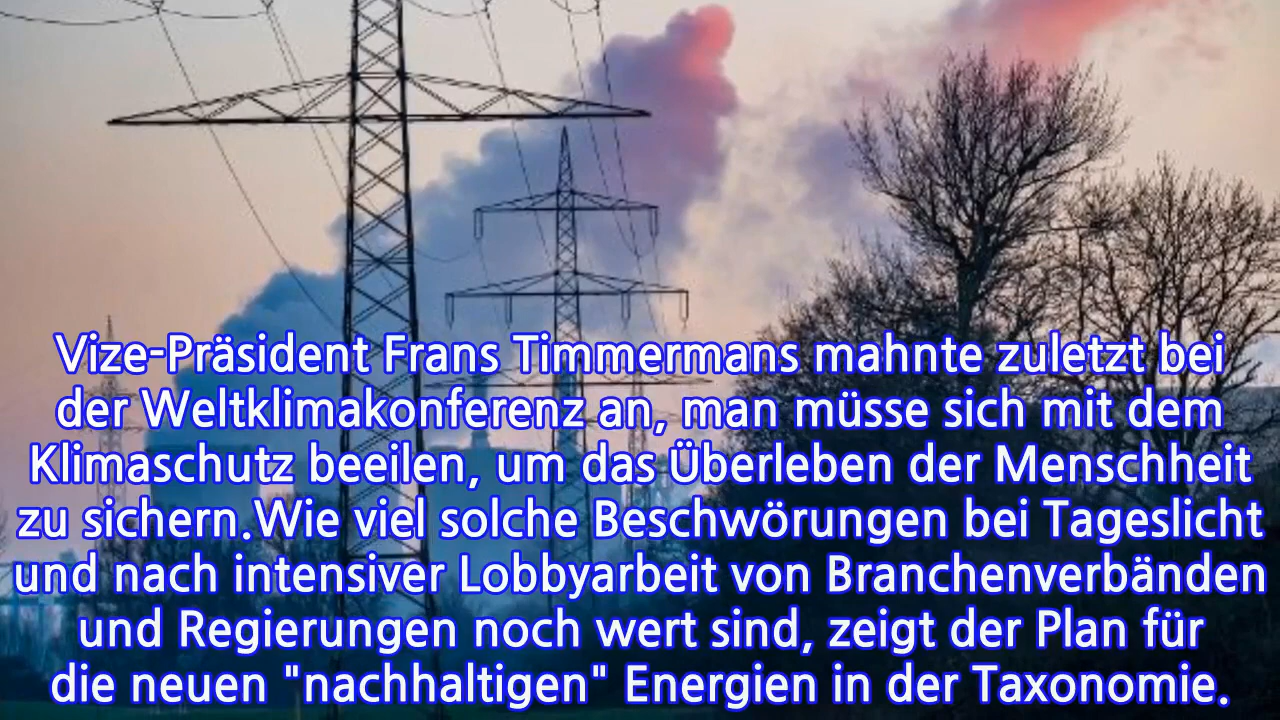 Vize-Präsident Frans Timmermans mahnte zuletzt bei
der Weltklimakonferenz an, man müsse sich mit dem
Klimaschutz beeilen, um das Überleben der Menschheit
zu sichern.Wie viel solche Beschwörungen bei Tageslicht
und nach intensiver Lobbyarbeit von Branchenverbänden
und Regierungen noch wert sind, zeigt der Plan für
die neuen "nachhaltigen" Energien in der Taxonomie.